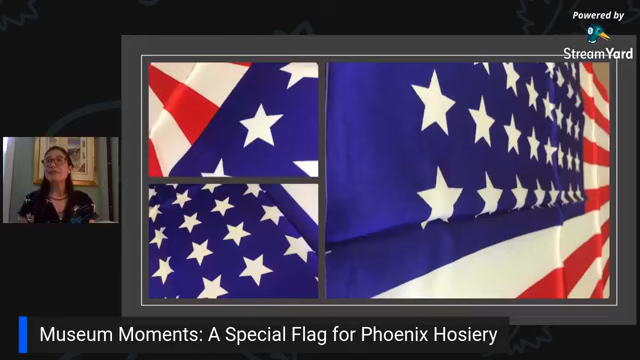 Powered by
StreamYard
Museum Moments: A Special Flag for Phoenix Hosiery